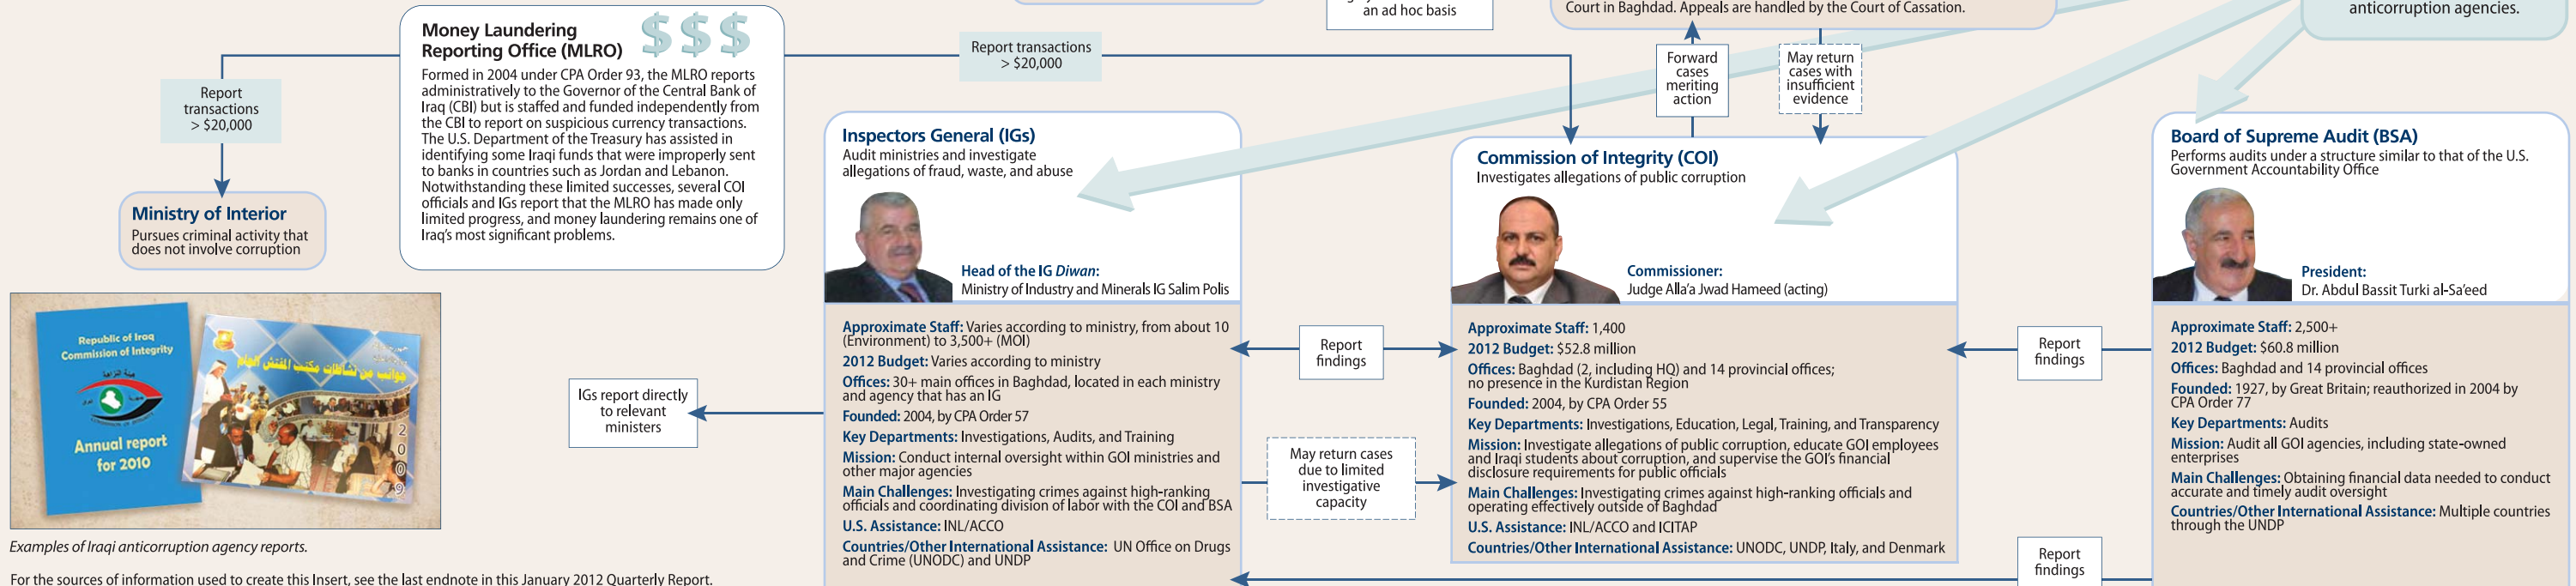 an ad hoc basis
Court in Baghdad. Appeals are handled by the Court of Cassation.
anticorruption agencies.
Money Laundering
Reporting Office (MLRO)
$$$
Formed in 2004 under CPA Order 93, the MLRO reports
administratively to the Governor of the Central Bank of
Iraq (CBI) but is staffed and funded independently from
the CBI to report on suspicious currency transactions.
The U.S. Department of the Treasury has assisted in
identifying some Iraqi funds that were improperly sent
to banks in countries such as Jordan and Lebanon.
Notwithstanding these limited successes, several COI
officials and IGs report that the MLRO has made only
limited progress, and money laundering remains one of
Iraq's most significant problems.
Report
transactions
> $20,000
Report transactions
> $20,000
Forward
cases
meriting
action
May return
cases with
insufficient
evidence
Ministry of Interior
Pursues criminal activity that
does not involve corruption
Republic of Iraq
Commission of Integrity
Annual report
for 2010
جوانب من نشاطات مكتب المفتش العام
2009
Examples of Iraqi anticorruption agency reports.
For the sources of information used to create this Insert, see the last endnote in this January 2012 Quarterly Report.
IGs report directly
to relevant
ministers
Inspectors General (IGs)
Audit ministries and investigate
allegations of fraud, waste, and abuse
Head of the IG Diwan:
Ministry of Industry and Minerals IG Salim Polis
Approximate Staff: Varies according to ministry, from about 10
(Environment) to 3,500+ (MOI)
2012 Budget: Varies according to ministry
Offices: 30+ main offices in Baghdad, located in each ministry
and agency that has an IG
Founded: 2004, by CPA Order 57
Key Departments: Investigations, Audits, and Training
Mission: Conduct internal oversight within GOI ministries and
other major agencies
Main Challenges: Investigating crimes against high-ranking
officials and coordinating division of labor with the COI and BSA
U.S. Assistance: INL/ACCO
Countries/Other International Assistance: UN Office on Drugs
and Crime (UNODC) and UNDP
Report
findings
May return cases
due to limited
investigative
capacity
Commission of Integrity (COI)
Investigates allegations of public corruption
Commissioner:
Judge Alla'a Jwad Hameed (acting)
Approximate Staff: 1,400
2012 Budget: $52.8 million
Offices: Baghdad (2, including HQ) and 14 provincial offices;
no presence in the Kurdistan Region
Founded: 2004, by CPA Order 55
Key Departments: Investigations, Education, Legal, Training, and Transparency
Mission: Investigate allegations of public corruption, educate GOI employees
and Iraqi students about corruption, and supervise the GOI's financial
disclosure requirements for public officials
Main Challenges: Investigating crimes against high-ranking officials and
operating effectively outside of Baghdad
U.S. Assistance: INL/ACCO and ICITAP
Countries/Other International Assistance: UNODC, UNDP, Italy, and Denmark
Report
findings
Report
findings
Board of Supreme Audit (BSA)
Performs audits under a structure similar to that of the U.S.
Government Accountability Office
President:
Dr. Abdul Bassit Turki al-Sa'eed
Approximate Staff: 2,500+
2012 Budget: $60.8 million
Offices: Baghdad and 14 provincial offices
Founded: 1927, by Great Britain; reauthorized in 2004 by
CPA Order 77
Key Departments: Audits
Mission: Audit all GOI agencies, including state-owned
enterprises
Main Challenges: Obtaining financial data needed to conduct
accurate and timely audit oversight
Countries/Other International Assistance: Multiple countries
through the UNDP